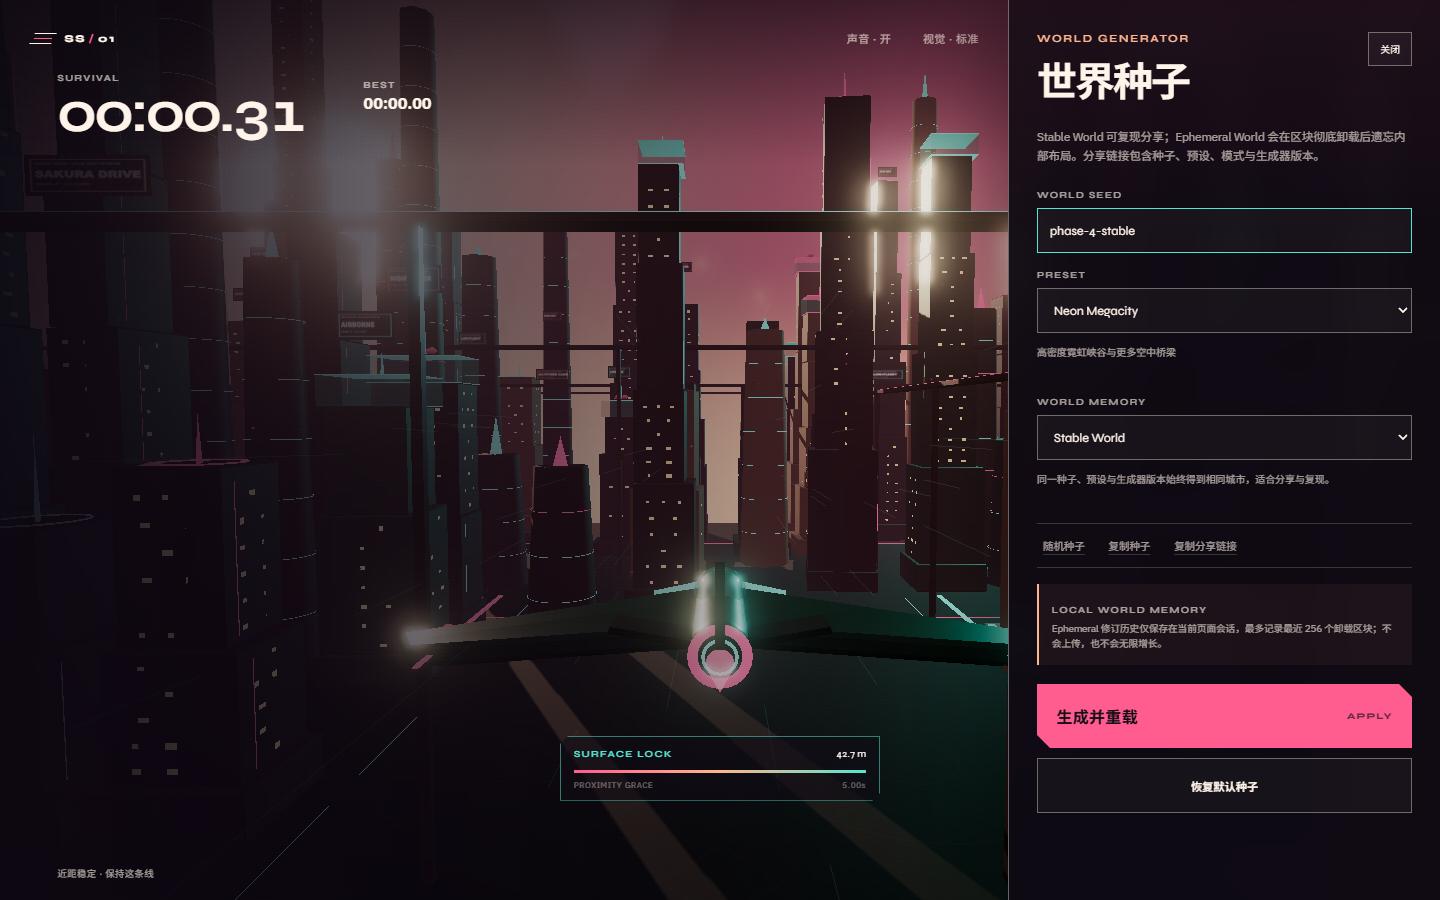 SS / 01
声音 · 开
视觉 · 标准
SURVIVAL
00:00.31
BEST
00:00.00
SAKURA DRIVE
AIRBORNE
SURFACE LOCK
42.7 m
PROXIMITY GRACE
5.00s
近距稳定 · 保持这条线
WORLD GENERATOR
关闭
世界种子
Stable World 可复现分享；Ephemeral World 会在区块彻底卸载后遗忘内
部布局。分享链接包含种子、预设、模式与生成器版本。
WORLD SEED
phase-4-stable
PRESET
Neon Megacity
高密度霓虹峡谷与更多空中桥梁
WORLD MEMORY
Stable World
同一种子、预设与生成器版本始终得到相同城市，适合分享与复现。
随机种子
复制种子
复制分享链接
LOCAL WORLD MEMORY
Ephemeral 修订历史仅保存在当前页面会话，最多记录最近 256 个卸载区块；不
会上传，也不会无限增长。
生成并重载
APPLY
恢复默认种子